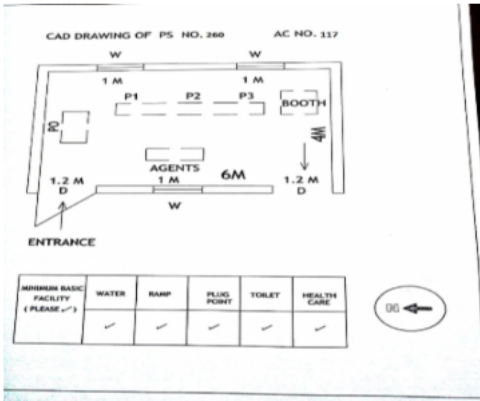 CAD DRAWING OF PS NO. 260 AC NO. 117
W W
1 M 1 M
P1 P2 P3
BOOTH
PO
4M
AGENTS
1.2 M 1 M 6M 1.2 M
D D
W
ENTRANCE
MINIMUM BASIC
FACILITY
( PLEASE ✓ )
WATER
RAMP
PLUG
POINT
TOILET
HEALTH
CARE
✓ ✓ ✓ ✓ ✓